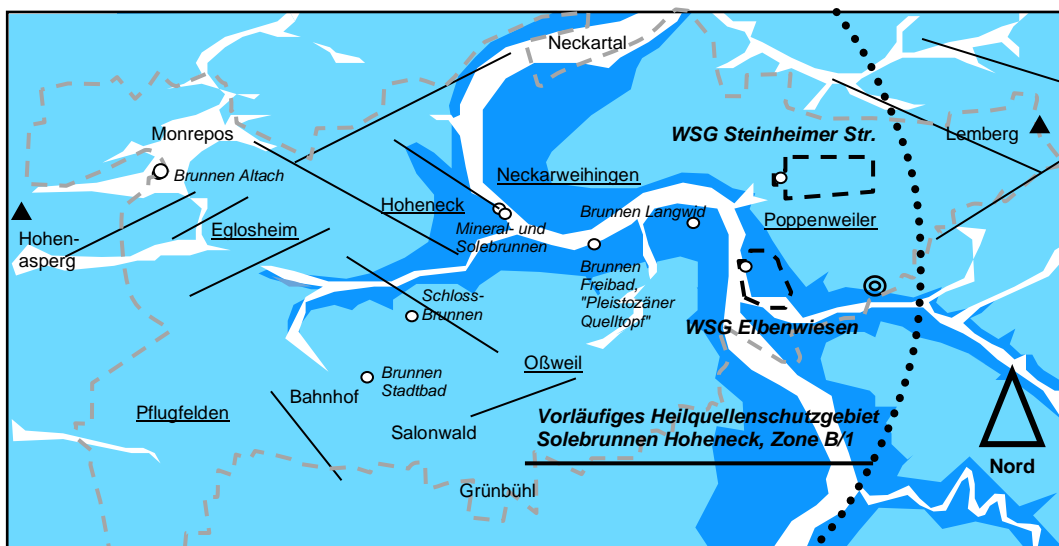 Neckartal
Monrepos
WSG Steinheimer Str.
Lemberg
Brunnen Altach
Neckarweihingen
Hoheneck
Brunnen Langwid
Poppenweiler
Mineral- und
Solebrunnen
Eglosheim
Hohen-
asperg
Brunnen
Freibad,
"Pleistozäner
Quelltopf"
Schloss-
Brunnen
WSG Elbenwiesen
Oßweil
Brunnen
Stadtbad
Bahnhof
Pflugfelden
Salonwald
Vorläufiges Heilquellenschutzgebiet
Solebrunnen Hoheneck, Zone B/1
Nord
Grünbühl